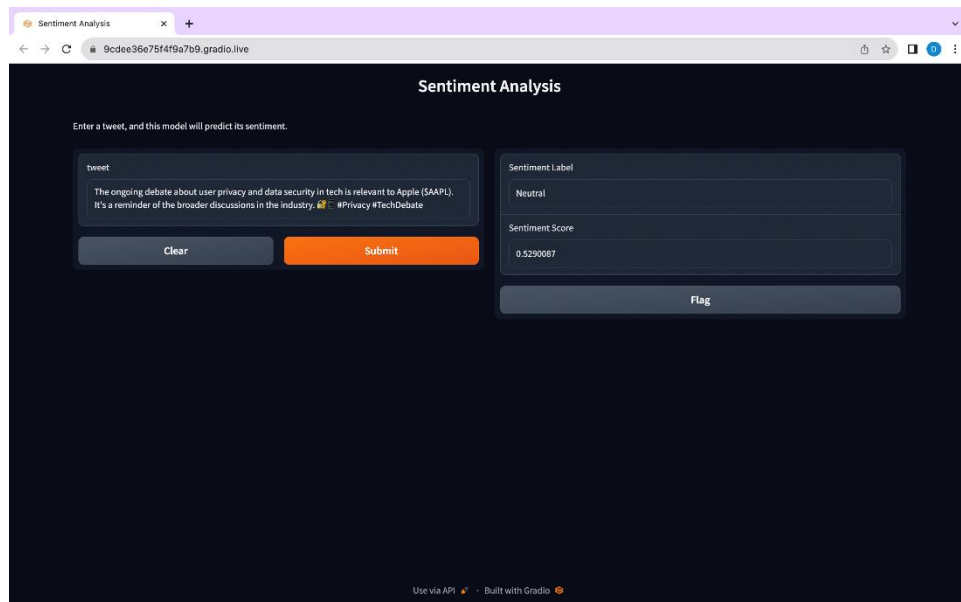 Sentiment Analysis
9cdee36e75f4f9a7b9.gradio.live
D
Sentiment Analysis
Enter a tweet, and this model will predict its sentiment.
tweet
The ongoing debate about user privacy and data security in tech is relevant to Apple ($AAPL).
It's a reminder of the broader discussions in the industry. 🔐 #Privacy #TechDebate
Clear
Submit
Sentiment Label
Neutral
Sentiment Score
0.5290087
Flag
Use via API 🚀 · Built with Gradio